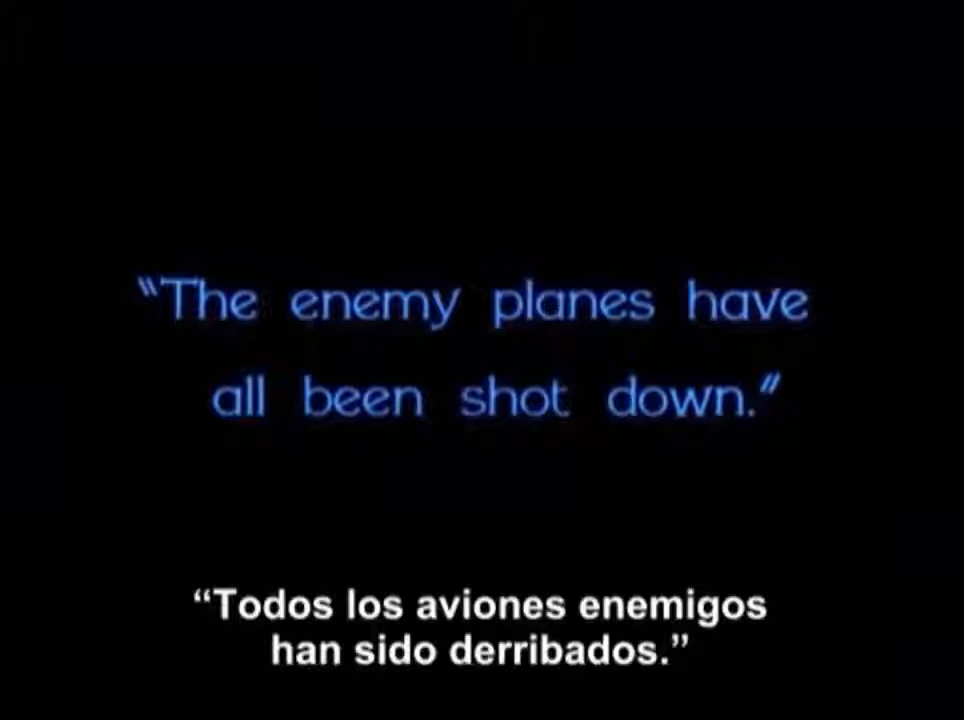 “The enemy planes have
all been shot down.”
“Todos los aviones enemigos
han sido derribados.”